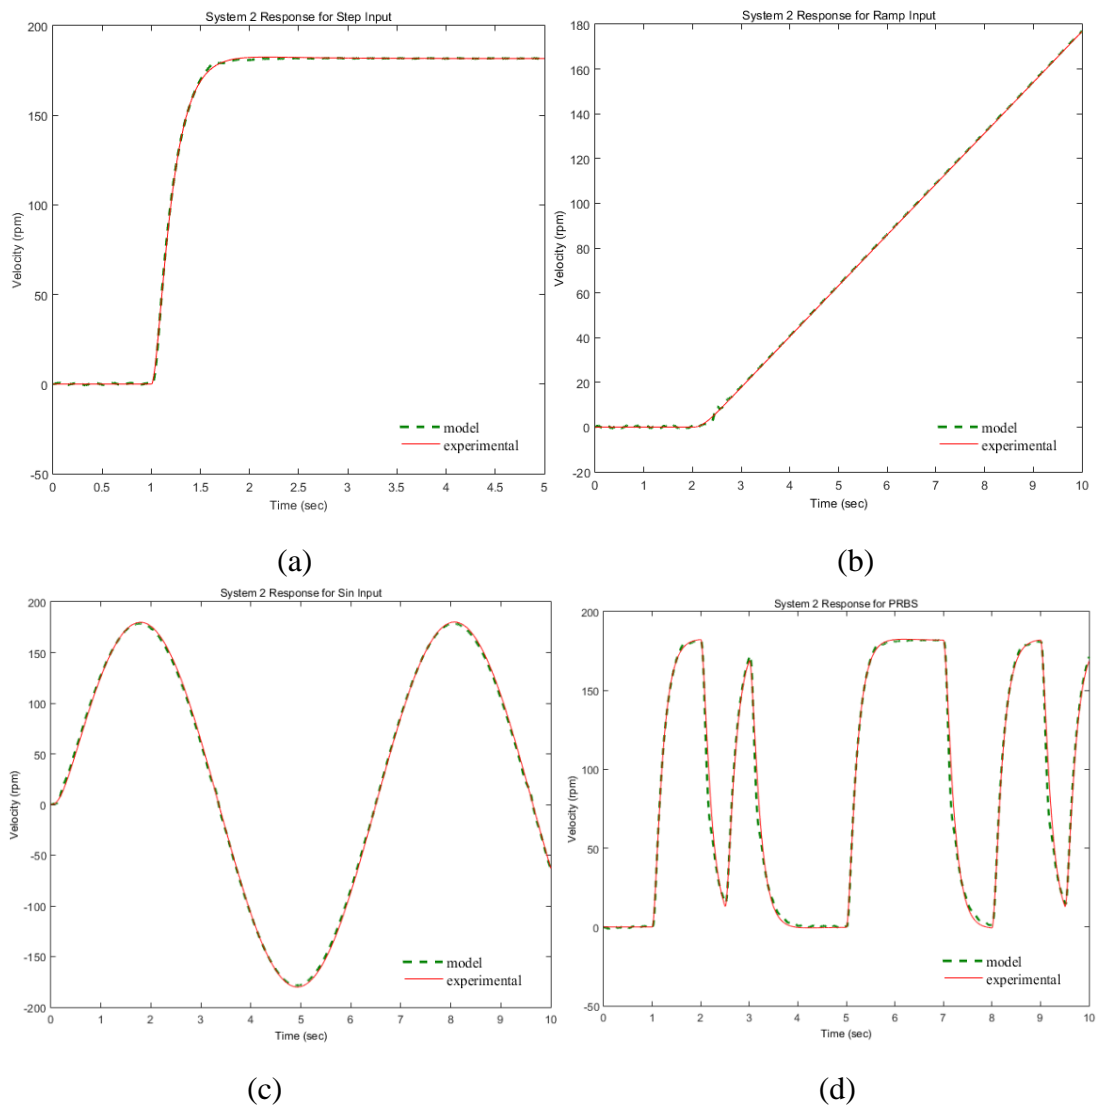 System 2 Response for Step Input
200
150
100
50
0
-50
Velocity (rpm)
model
experimental
0 0.5 1 1.5 2 2.5 3 3.5 4 4.5 5
Time (sec)
(a)
System 2 Response for Ramp Input
180
160
140
120
100
80
60
40
20
0
-20
Velocity (rpm)
model
experimental
0 1 2 3 4 5 6 7 8 9 10
Time (sec)
(b)
System 2 Response for Sin Input
200
150
100
50
0
-50
-100
-150
-200
Velocity (rpm)
model
experimental
0 1 2 3 4 5 6 7 8 9 10
Time (sec)
(c)
System 2 Response for PRBS
200
150
100
50
0
-50
Velocity (rpm)
model
experimental
0 1 2 3 4 5 6 7 8 9 10
Time (sec)
(d)